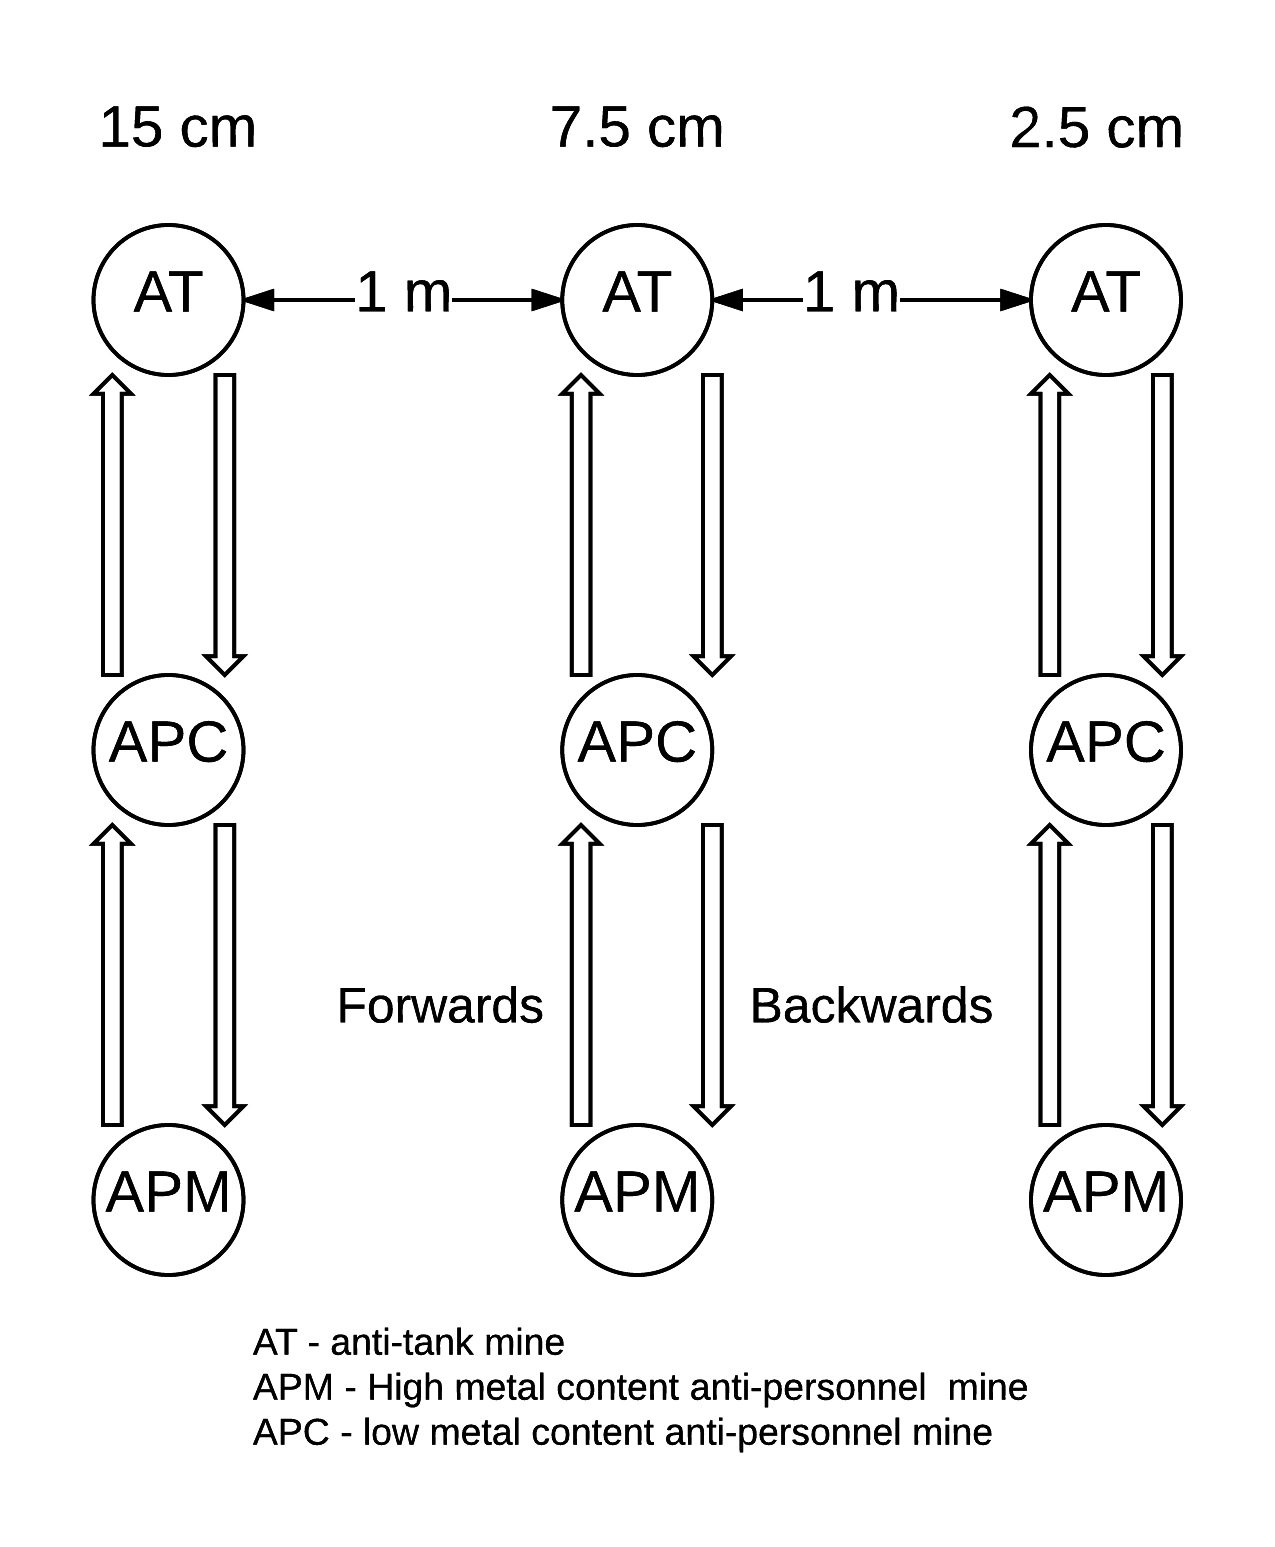 15 cm 7.5 cm 2.5 cm
AT 1 m AT 1 m AT
APC APC APC
Forwards Backwards
APM APM APM
AT - anti-tank mine
APM - High metal content anti-personnel  mine
APC - low metal content anti-personnel mine